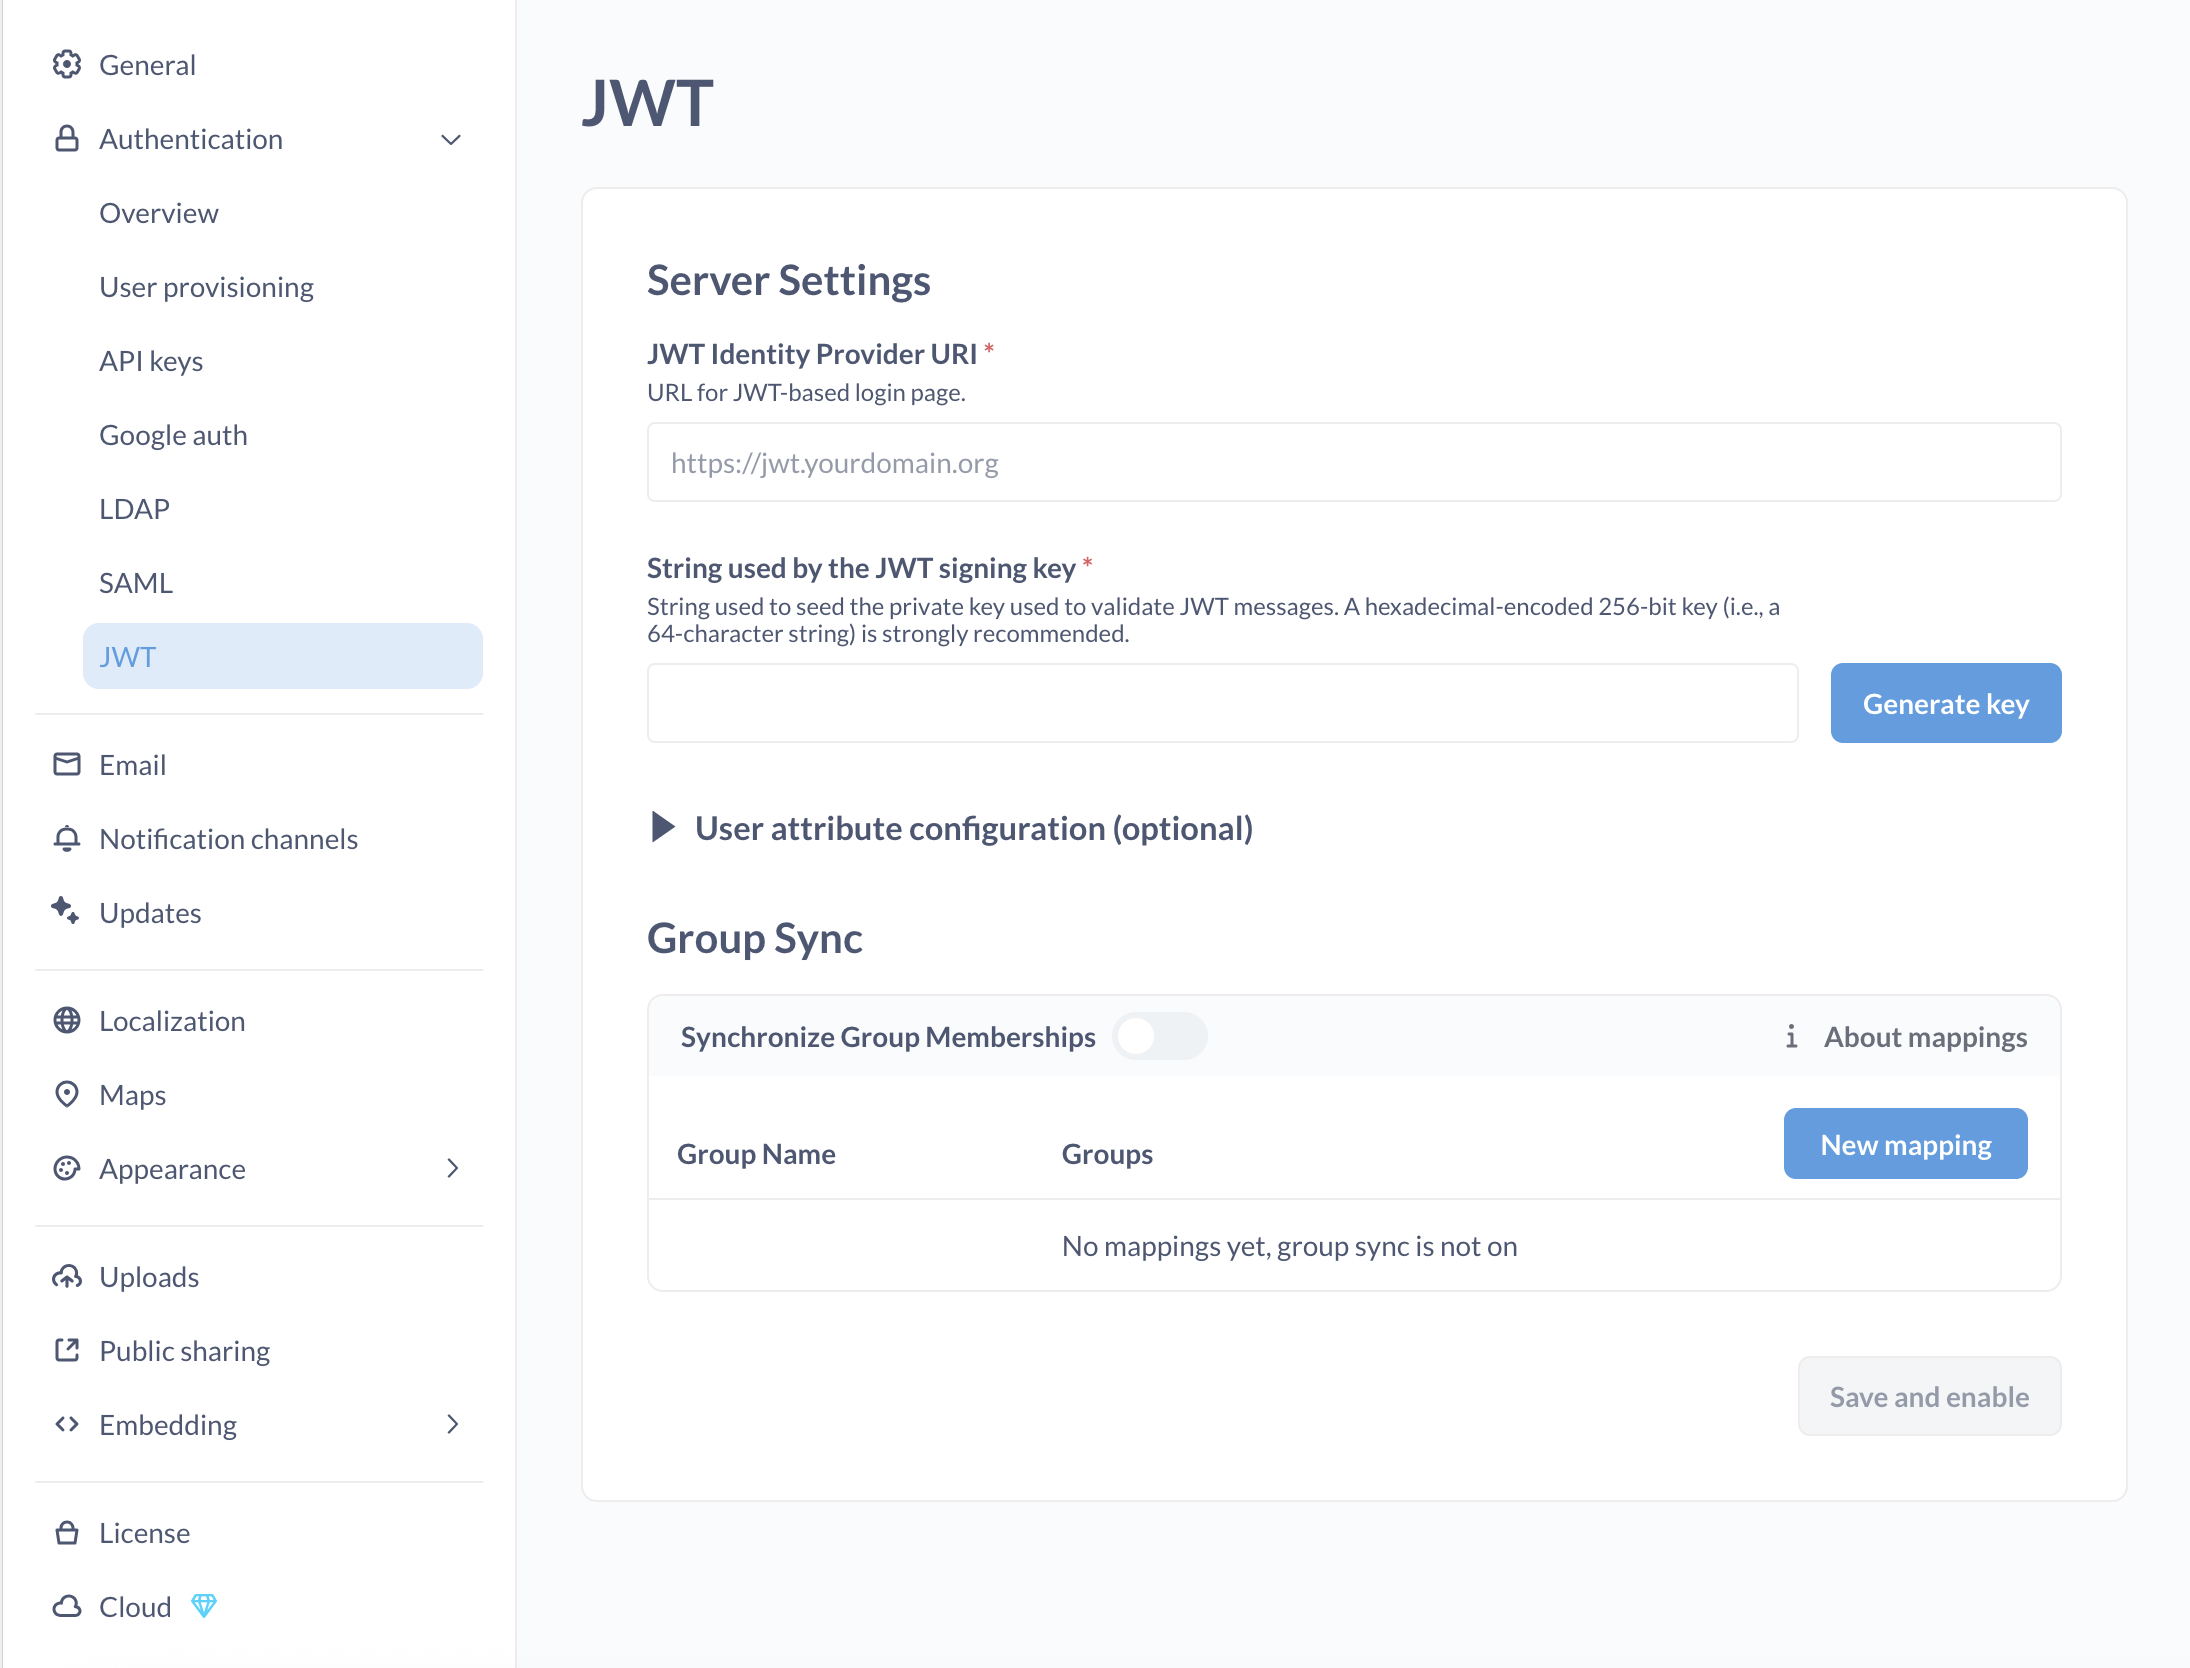 General
Authentication
Overview
User provisioning
API keys
Google auth
LDAP
SAML
JWT
Email
Notification channels
Updates
Localization
Maps
Appearance
Uploads
Public sharing
Embedding
License
Cloud
JWT
Server Settings
JWT Identity Provider URI *
URL for JWT-based login page.
https://jwt.yourdomain.org
String used by the JWT signing key *
String used to seed the private key used to validate JWT messages. A hexadecimal-encoded 256-bit key (i.e., a
64-character string) is strongly recommended.
Generate key
User attribute configuration (optional)
Group Sync
Synchronize Group Memberships
About mappings
Group Name
Groups
New mapping
No mappings yet, group sync is not on
Save and enable